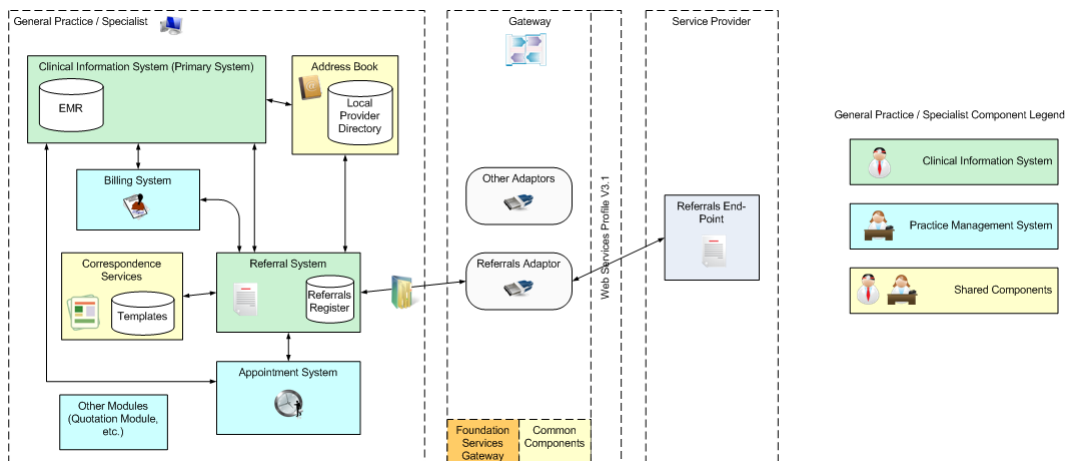 General Practice / Specialist
Clinical Information System (Primary System)
EMR
Address Book
Local
Provider
Directory
Billing System
Correspondence
Services
Templates
Referral System
Referrals
Register
Appointment System
Other Modules
(Quotation Module,
etc.)
Gateway
Other Adaptors
Referrals Adaptor
Foundation
Services
Gateway
Common
Components
Web Services Profile V3.1
Service Provider
Referrals End-
Point
General Practice / Specialist Component Legend
Clinical Information System
Practice Management System
Shared Components